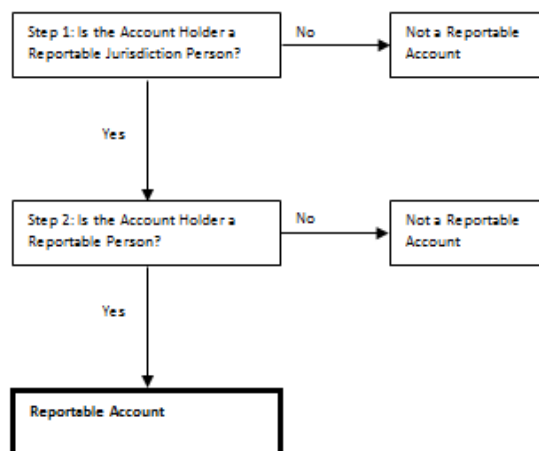 Step 1: Is the Account Holder a
Reportable Jurisdiction Person?
No
Not a Reportable
Account
Yes
Step 2: Is the Account Holder a
Reportable Person?
No
Not a Reportable
Account
Yes
Reportable Account